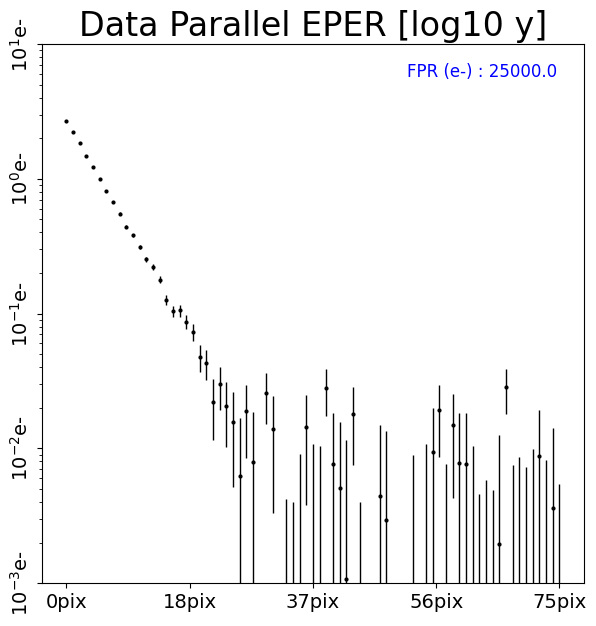 Data Parallel EPER [log10 y]
FPR (e-) : 25000.0
10¹e-
10⁰e-
10⁻¹e-
10⁻²e-
10⁻³e-
0pix 18pix 37pix 56pix 75pix